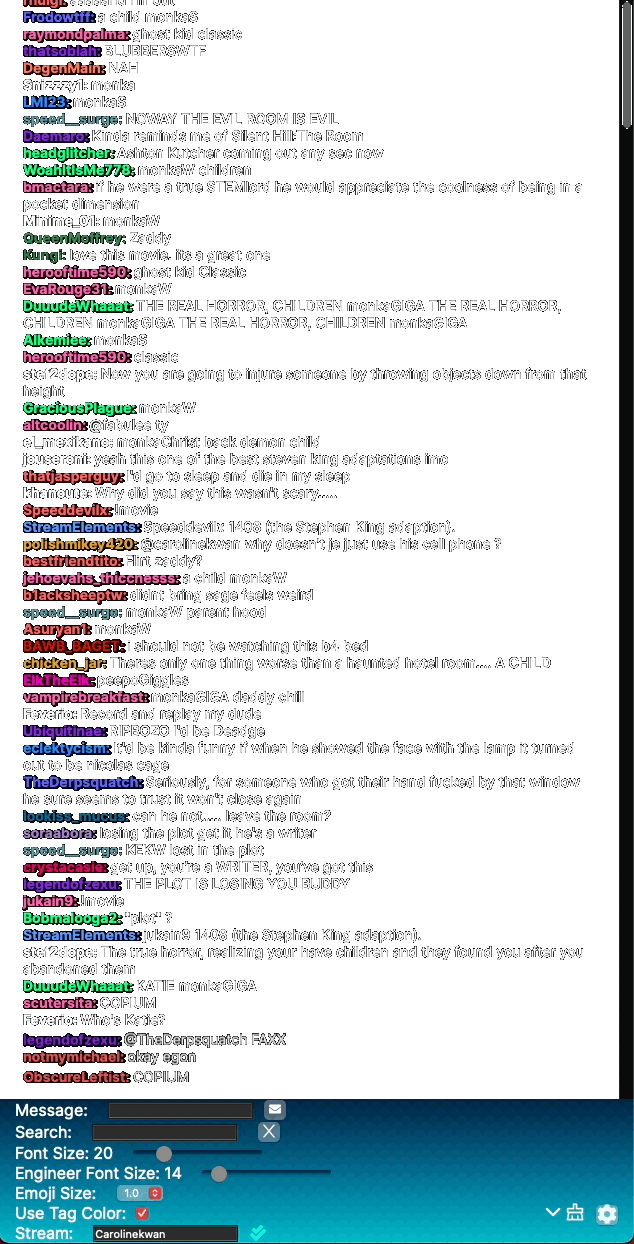 Frodowtff: a child monkaS
raymondpalma: ghost kid classic
thatsoblah: BLUBBERSWTF
DegenMain: NAH
Snizzzy1: monka
LMI23: monkaS
speed__surge: NOWAY THE EVIL ROOM IS EVIL
Daemaro: Kinda reminds me of Silent Hill: The Room
headglitcher: Ashton Kutcher coming out any sec now
WoahItIsMe778: monkaW children
bmactara: if he were a true STEMlord he would appreciate the coolness of being in a
pocket dimension
Minime_01: monkaW
QueenMoffrey: Zaddy
Kungl: love this movie. its a great one
herooftime590: ghost kid Classic
EvaRouge31: monkaW
DuuudeWhaaat: THE REAL HORROR, CHILDREN monkaGIGA THE REAL HORROR,
CHILDREN monkaGIGA THE REAL HORROR, CHILDREN monkaGIGA
Alkemiee: monkaS
herooftime590: classic
stef2dope: Now you are going to injure someone by throwing objects down from that
height
GraciousPlague: monkaW
altcoolin: @fabulee ty
el_medikano: monkaChrist back demon child
jouseroni: yeah this one of the best steven king adaptations imo
thatjasperguy: I'd go to sleep and die in my sleep
khamoute: Why did you say this wasn't scary.....
Speeddevilx: !movie
StreamElements: Speeddevilx 1408 (the Stephen King adaption).
polishmikey420: @carolinekwan why doesn't je just use his cell phone ?
bestfriendtito: Flint zaddy?
jehoevahs_thiccnesss: a child monkaW
b1acksheeptw: didnt bring sage feels weird
speed__surge: monkaW parent hood
Asuryan1: monkaW
BAWB_BAGET: i should not be watching this b4 bed
chicken_jar: Theres only one thing worse than a haunted hotel room.... A CHILD
ElkTheElk: peepoGiggles
vampirebreakfast: monkaGIGA daddy chill
Feverio: Record and replay my dude
Ubiquitinae: RIPBOZO I'd be Deadge
eclektycism: It'd be kinda funny if when he showed the face with the lamp it turned
out to be nicolas cage
TheDerpsquatch: Seriously, for someone who got their hand fucked by that window
he sure seems to trust it won't close again
lookiss_mucus: can he not..... leave the room?
soraabora: losing the plot get it he's a writer
speed__surge: KEKW lost in the plot
crystacasie: get up, you're a WRITER, you've got this
legendofzexu: THE PLOT IS LOSING YOU BUDDY
jukain9: !movie
Bobmalooga2: "plot" ?
StreamElements: jukain9 1408 (the Stephen King adaption).
stef2dope: The true horror, realizing your have children and they found you after you
abandoned them
DuuudeWhaaat: KATIE monkaGIGA
scutersita: COPIUM
Feverio: Who's Katie?
legendofzexu: @TheDerpsquatch FAXX
notmymichael: okay egon
ObscureLeftist: COPIUM
Message:
Search:
Font Size: 20
Engineer Font Size: 14
Emoji Size: 1.0
Use Tag Color:
Stream: Carolinekwan